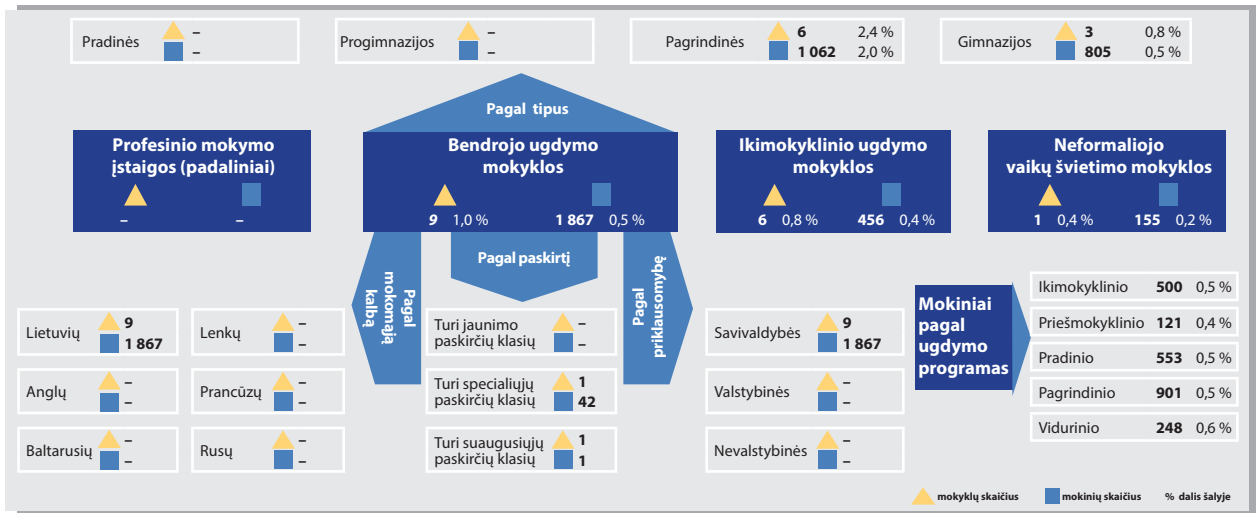 Pradinės
–
–
Progimnazijos
–
–
Pagrindinės
6 2,4 %
1 062 2,0 %
Gimnazijos
3 0,8 %
805 0,5 %
Pagal tipus
Profesinio mokymo
įstaigos (padaliniai)
– –
Bendrojo ugdymo
mokyklos
9 1,0 % 1 867 0,5 %
Ikimokyklinio ugdymo
mokyklos
6 0,8 % 456 0,4 %
Neformaliojo
vaikų švietimo mokyklos
1 0,4 % 155 0,2 %
Pagal
mokomąją
kalbą
Pagal paskirtį
Pagal
priklausomybę
Lietuvių
9
1 867
Lenkų
–
–
Anglų
–
–
Prancūzų
–
–
Baltarusių
–
–
Rusų
–
–
Turi jaunimo
paskirčių klasių
–
–
Turi specialiųjų
paskirčių klasių
1
42
Turi suaugusiųjų
paskirčių klasių
1
1
Savivaldybės
9
1 867
Valstybinės
–
–
Nevalstybinės
–
–
Mokiniai
pagal
ugdymo
programas
Ikimokyklinio 500 0,5 %
Priešmokyklinio 121 0,4 %
Pradinio 553 0,5 %
Pagrindinio 901 0,5 %
Vidurinio 248 0,6 %
mokyklų skaičius mokinių skaičius % dalis šalyje